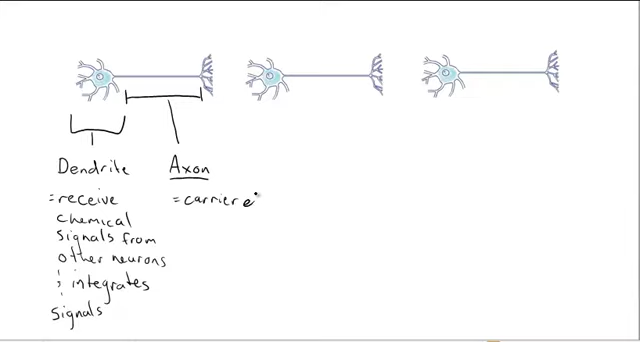 Dendrite
=receive
chemical
signals from
other neurons
; integrates
signals
Axon
=carrier e